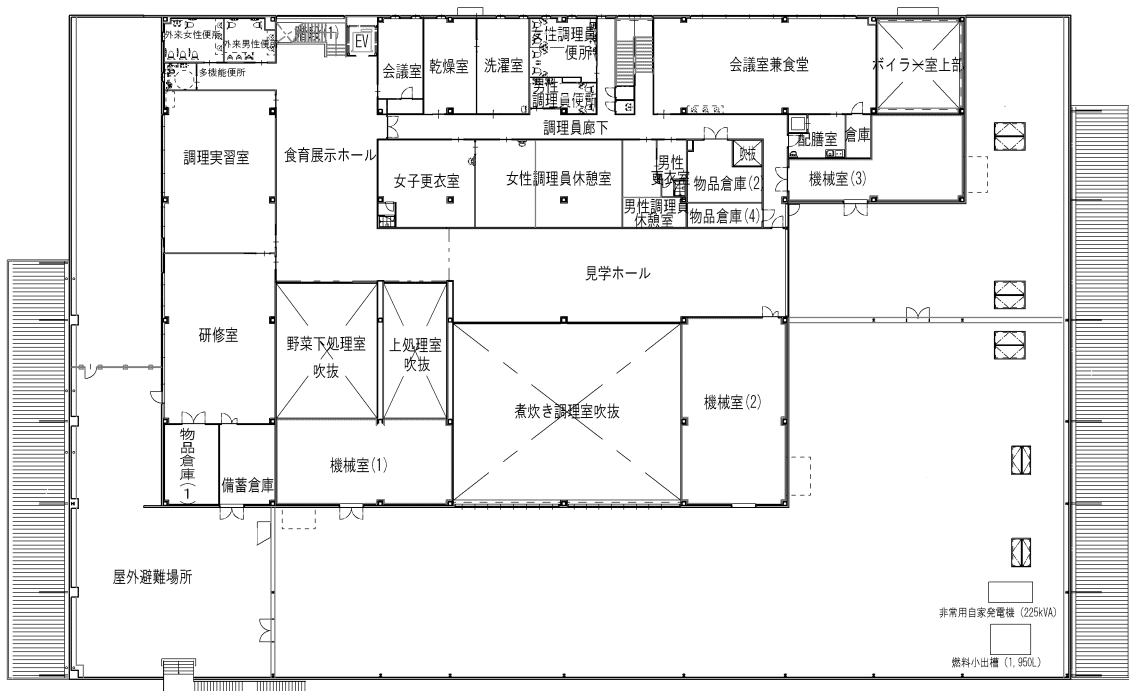 外来女性便所
外来男性便所
階段(1)
EV
多機能便所
会議室
乾燥室
洗濯室
女性調理員
便所
男性
調理員便所
会議室兼食堂
ボイラー室上部
調理員廊下
調理実習室
食育展示ホール
女子更衣室
女性調理員休憩室
男性
更衣室
男性調理員
休憩室
吹抜
物品倉庫(2)
物品倉庫(4)
配膳室
倉庫
機械室(3)
見学ホール
研修室
野菜下処理室
吹抜
上処理室
吹抜
煮炊き調理室吹抜
機械室(2)
物品倉庫(1)
備蓄倉庫
機械室(1)
屋外避難場所
非常用自家発電機（225kVA）
燃料小出槽（1,950L）